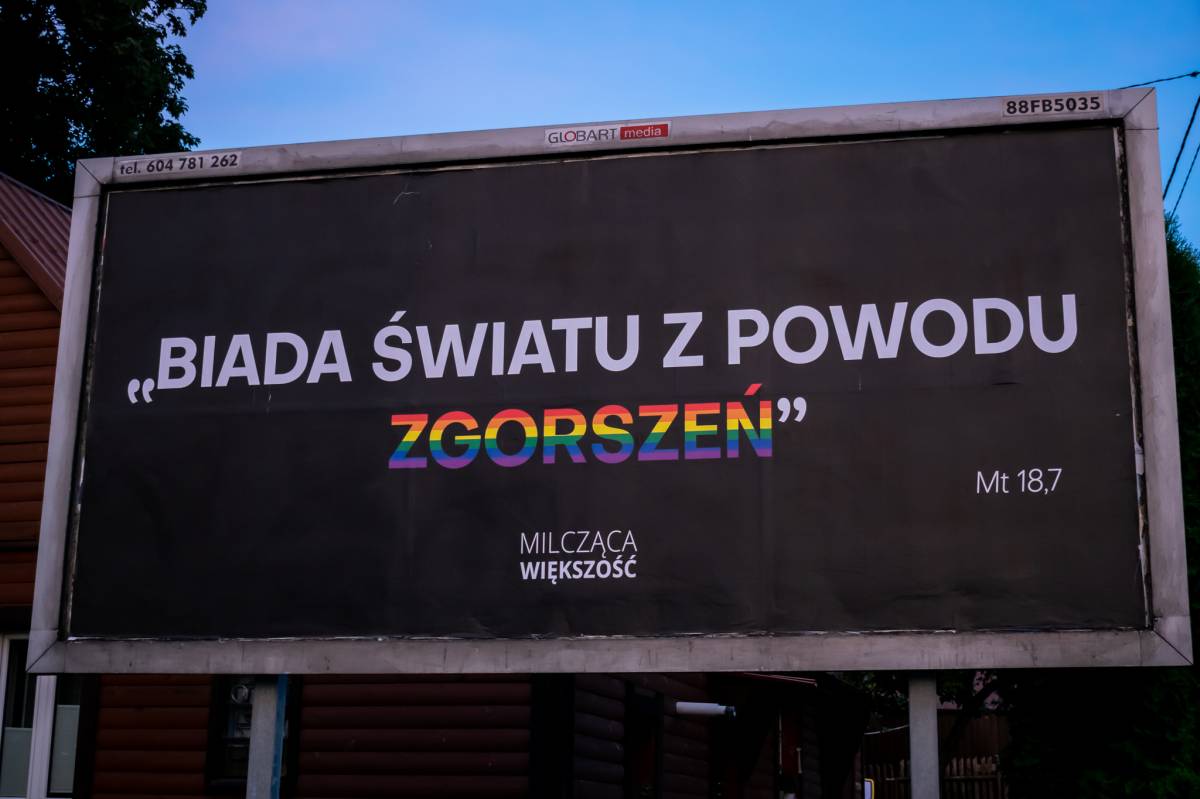 tel. 604 781 262
GLOBART media
88FB5035
„BIADA ŚWIATU Z POWODU
ZGORSZEŃ”
Mt 18,7
MILCZĄCA
WIĘKSZOŚĆ